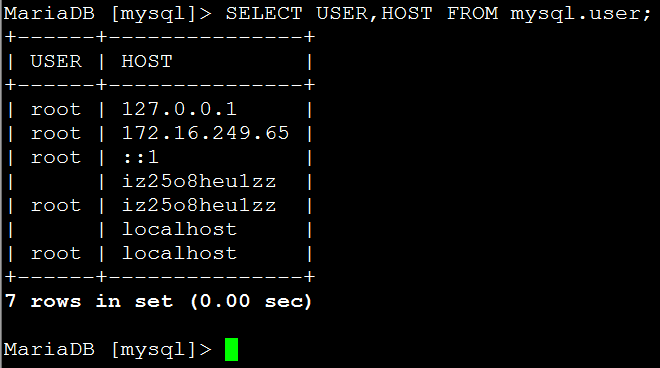 MariaDB [mysql]> SELECT USER,HOST FROM mysql.user;
+------+---------------+
| USER | HOST          |
+------+---------------+
| root | 127.0.0.1     |
| root | 172.16.249.65 |
| root | ::1           |
|      | iz25o8heu1zz  |
| root | iz25o8heu1zz  |
|      | localhost     |
| root | localhost     |
+------+---------------+
7 rows in set (0.00 sec)
MariaDB [mysql]>